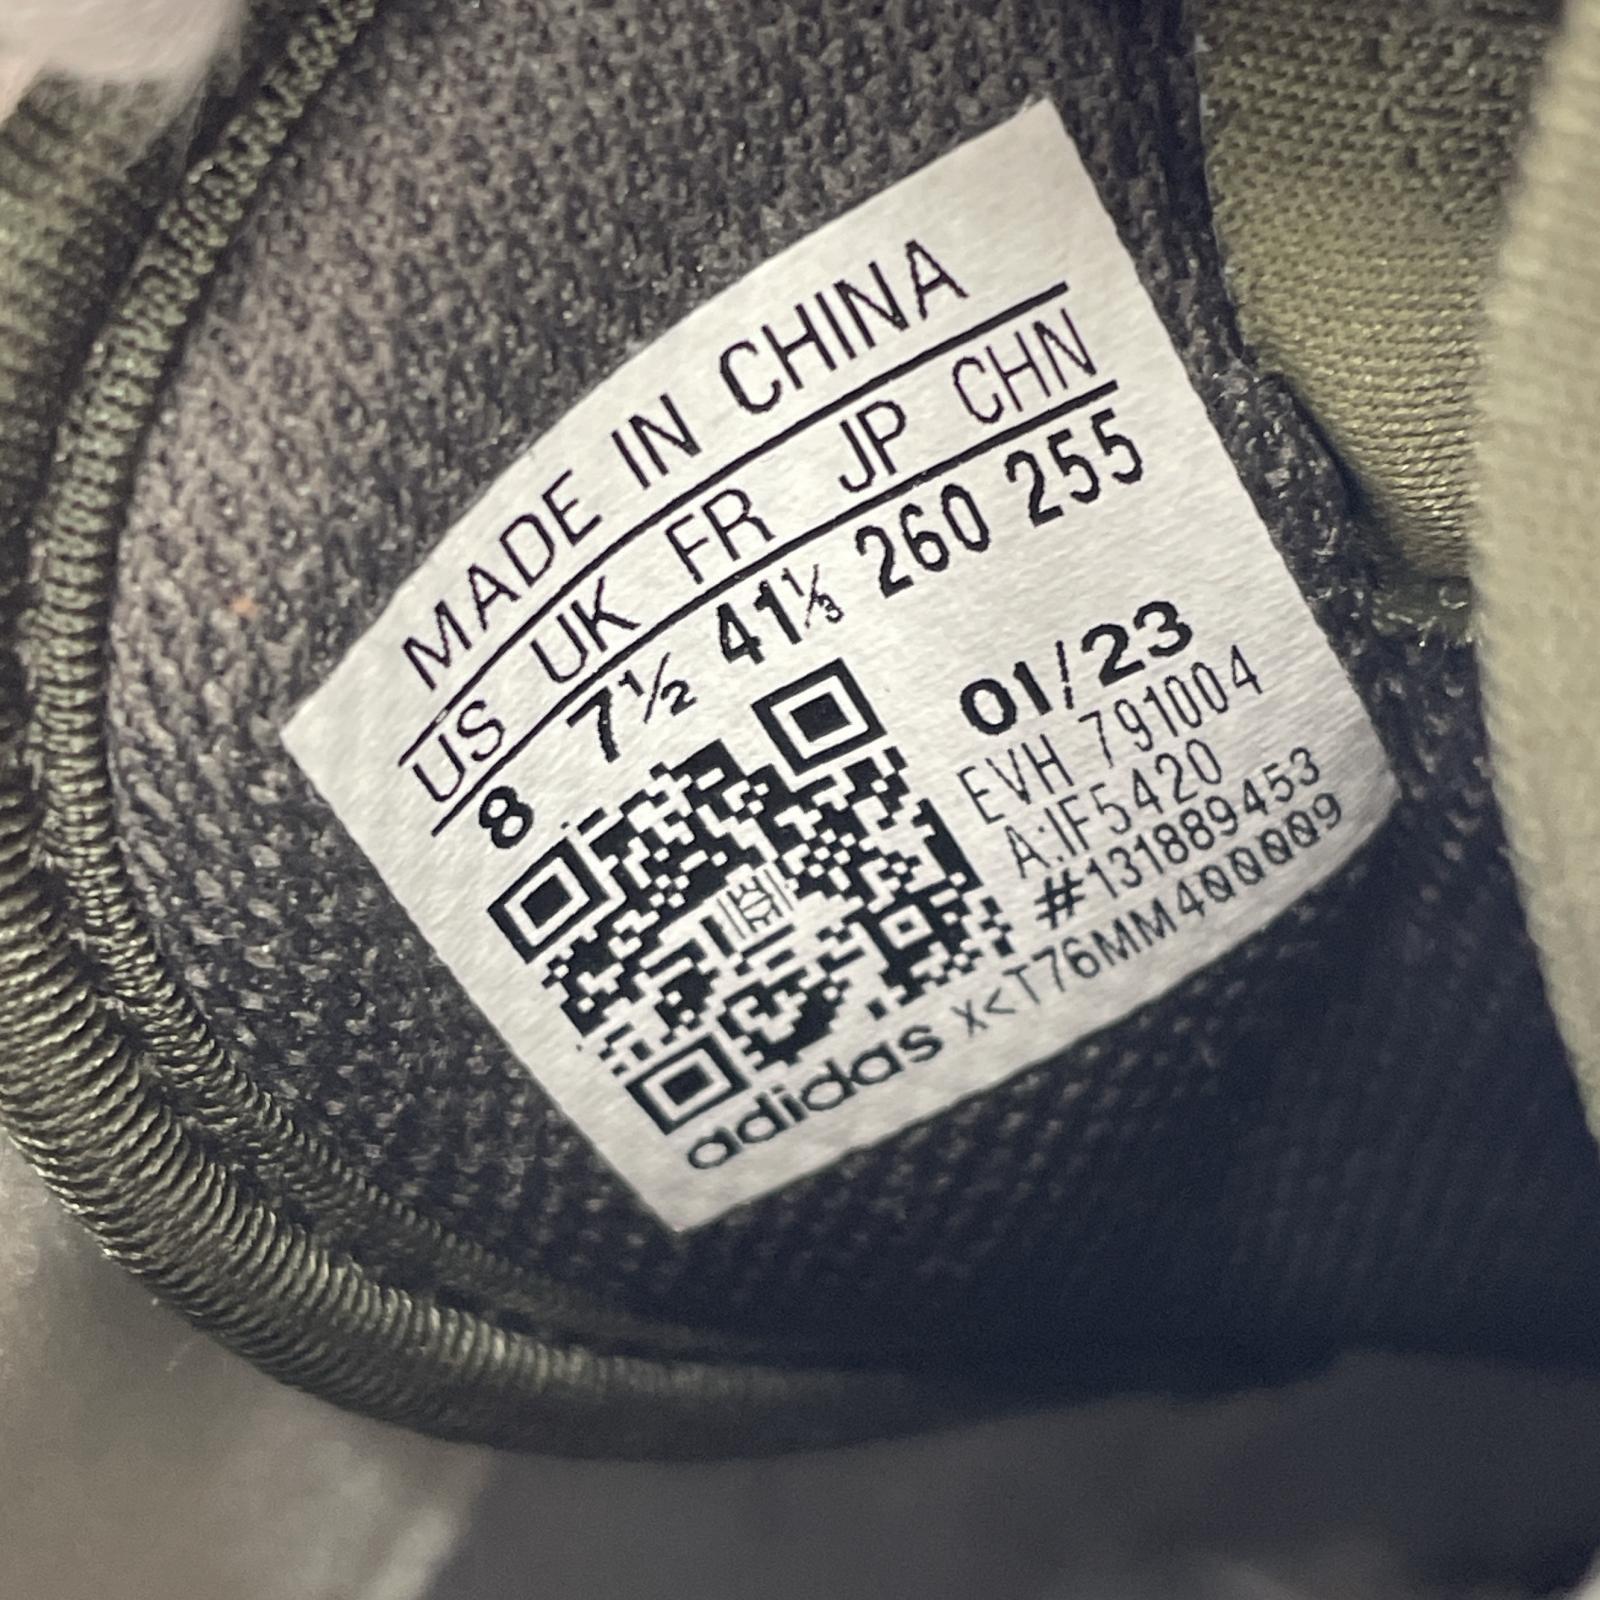 MADE IN CHINA
US UK FR JP CHN
8 7½ 41⅓ 260 255
01/23
EVH 791004
A:IF5420
#131889453
adidas X<T76MM400009